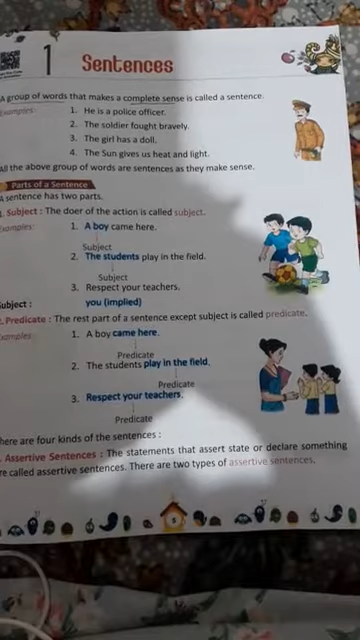 1 Sentences
A group of words that makes a complete sense is called a sentence.
Examples: 1. He is a police officer.
2. The soldier fought bravely.
3. The girl has a doll.
4. The Sun gives us heat and light.
All the above group of words are sentences as they make sense.
Parts of a Sentence
A sentence has two parts.
1. Subject : The doer of the action is called subject.
Examples: 1. A boy came here.
Subject
2. The students play in the field.
Subject
3. Respect your teachers.
Subject : you (implied)
2. Predicate : The rest part of a sentence except subject is called predicate.
Examples: 1. A boy came here.
Predicate
2. The students play in the field.
Predicate
3. Respect your teachers.
Predicate
There are four kinds of the sentences :
Assertive Sentences : The statements that assert state or declare something
are called assertive sentences. There are two types of assertive sentences.
5